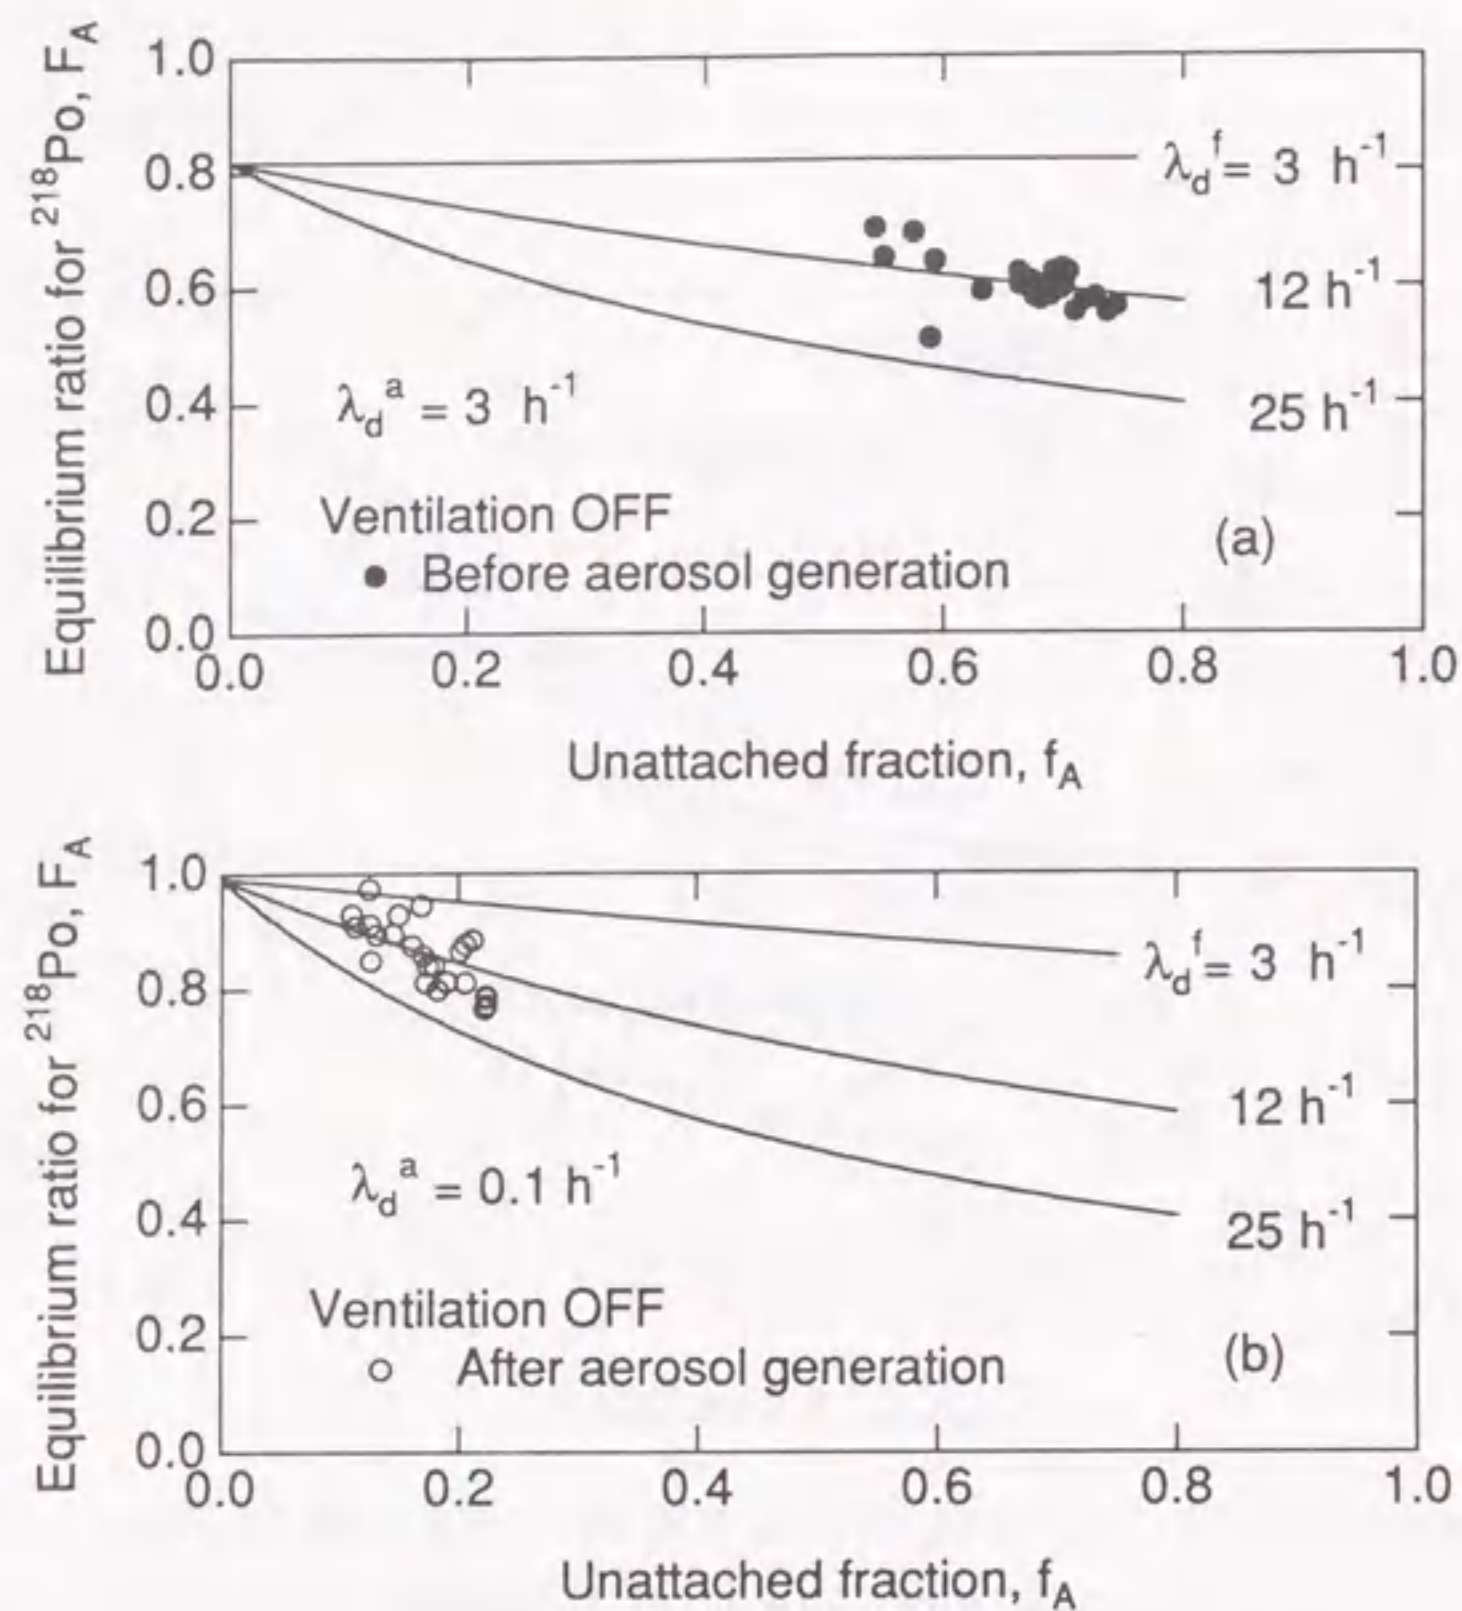 Equilibrium ratio for ²¹⁸Po, F_A
1.0
0.8
0.6
0.4
0.2
0.0
λ_d^f = 3 h⁻¹
12 h⁻¹
25 h⁻¹
λ_d^a = 3 h⁻¹
Ventilation OFF
● Before aerosol generation
(a)
0.0 0.2 0.4 0.6 0.8 1.0
Unattached fraction, f_A
Equilibrium ratio for ²¹⁸Po, F_A
1.0
0.8
0.6
0.4
0.2
0.0
λ_d^f = 3 h⁻¹
12 h⁻¹
25 h⁻¹
λ_d^a = 0.1 h⁻¹
Ventilation OFF
○ After aerosol generation
(b)
0.0 0.2 0.4 0.6 0.8 1.0
Unattached fraction, f_A